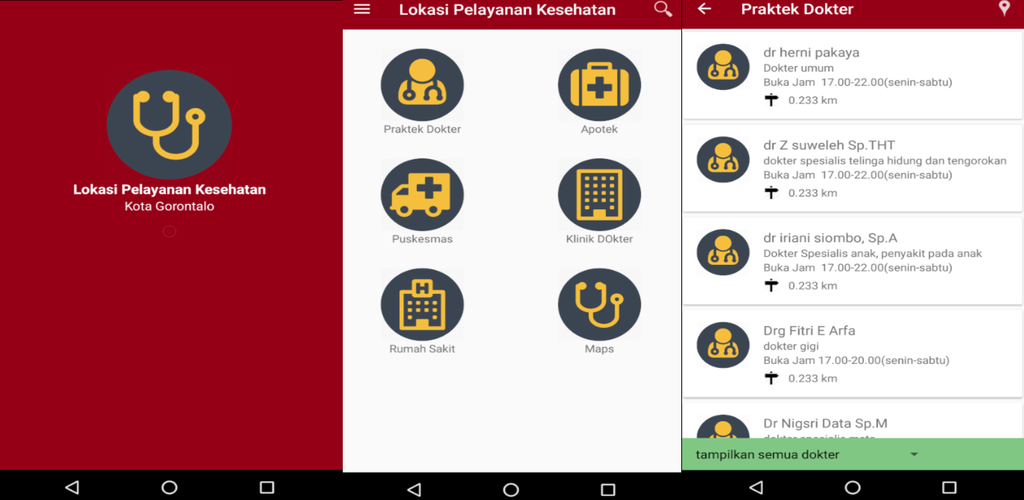 Lokasi Pelayanan Kesehatan
Kota Gorontalo
Lokasi Pelayanan Kesehatan
Praktek Dokter
Apotek
Puskesmas
Klinik DOkter
H
Rumah Sakit
Maps
Praktek Dokter
dr herni pakaya
Dokter umum
Buka Jam 17.00-22.00(senin-sabtu)
0.233 km
dr Z suweleh Sp.THT
dokter spesialis telinga hidung dan tengorokan
Buka Jam 17.00-22.00(senin-sabtu)
0.233 km
dr iriani siombo, Sp.A
Dokter Spesialis anak, penyakit pada anak
Buka Jam 17.00-22.00(senin-sabtu)
0.233 km
Drg Fitri E Arfa
dokter gigi
Buka Jam 17.00-20.00(senin-sabtu)
0.233 km
Dr Nigsri Data Sp.M
dokter spesialis mata
tampilkan semua dokter